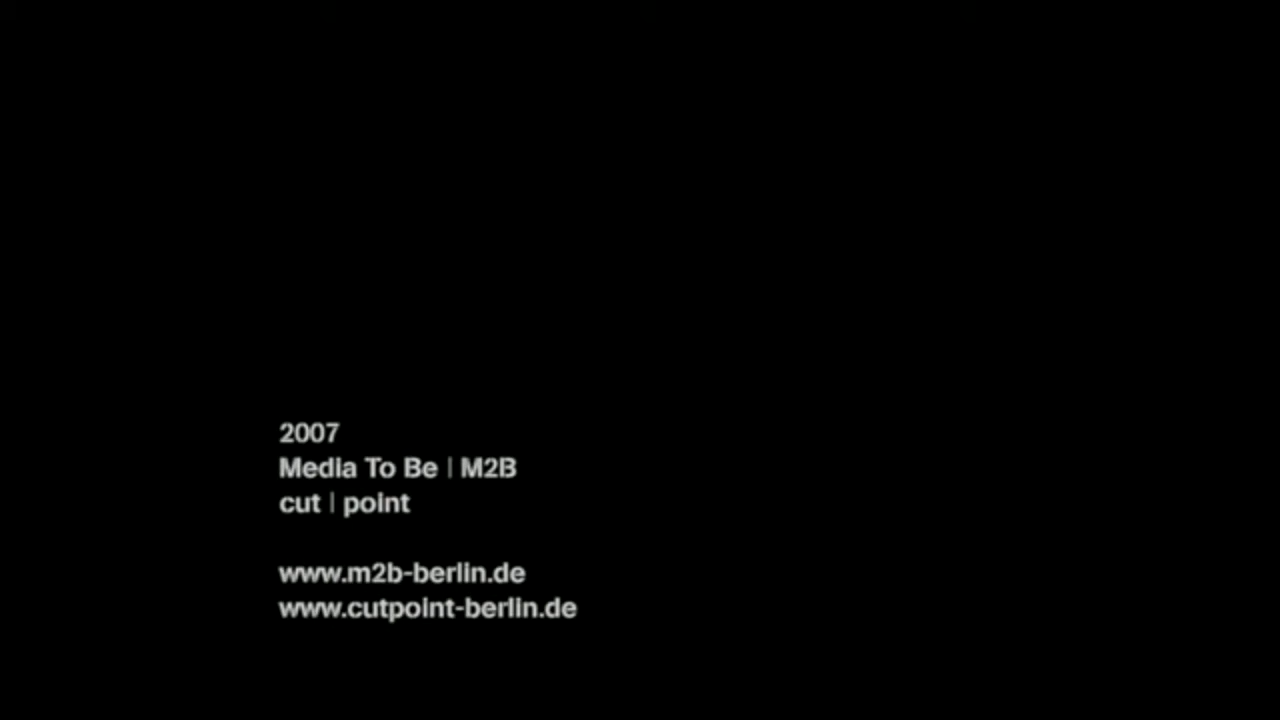 2007
Media To Be | M2B
cut | point
www.m2b-berlin.de
www.cutpoint-berlin.de